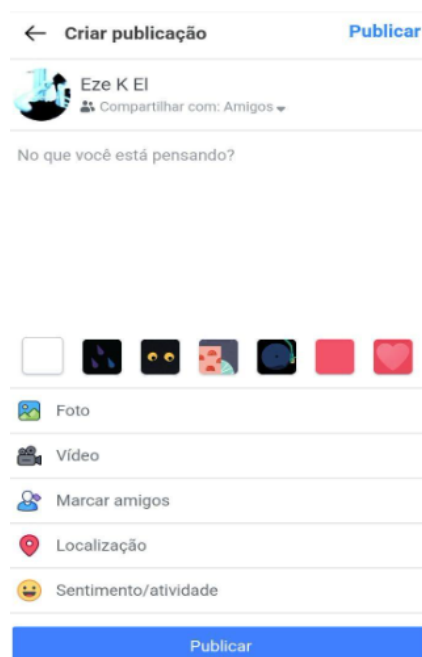 Criar publicação
Publicar
Eze K El
Compartilhar com: Amigos
No que você está pensando?
Foto
Vídeo
Marcar amigos
Localização
Sentimento/atividade
Publicar